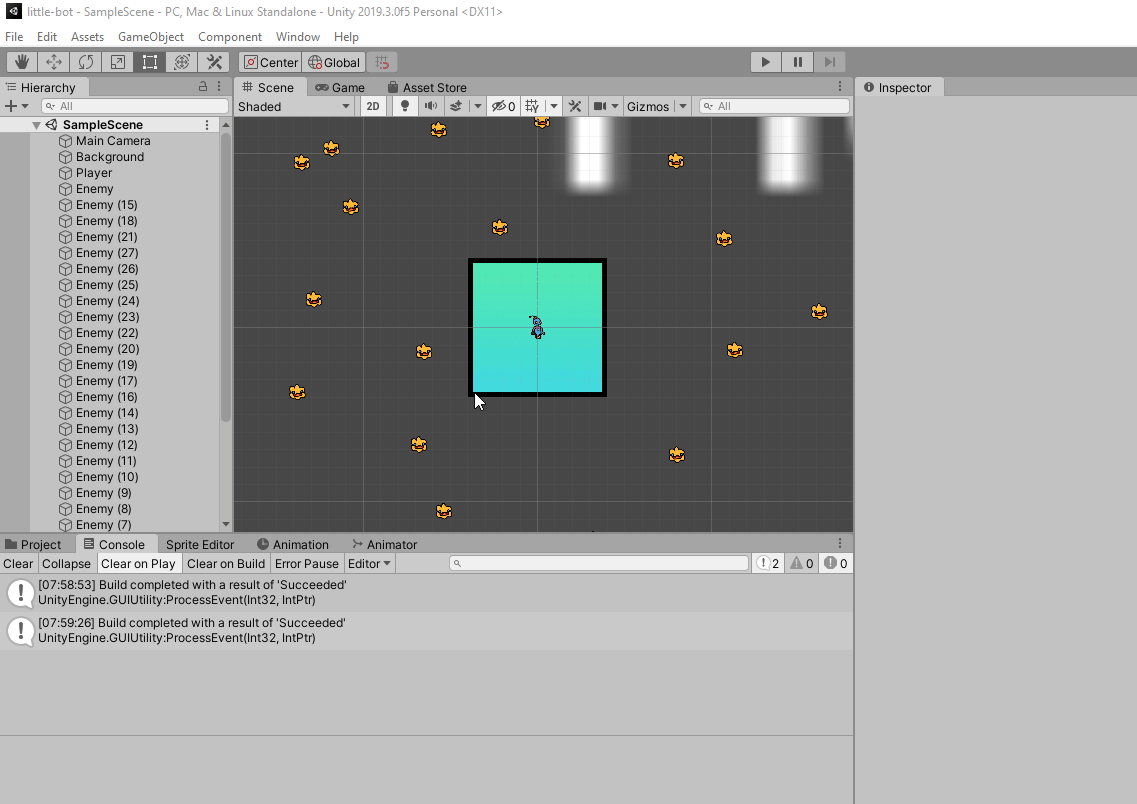 little-bot - SampleScene - PC, Mac & Linux Standalone - Unity 2019.3.0f5 Personal <DX11>
File Edit Assets GameObject Component Window Help
Center Global
Hierarchy
All
SampleScene
Main Camera
Background
Player
Enemy
Enemy (15)
Enemy (18)
Enemy (21)
Enemy (27)
Enemy (26)
Enemy (25)
Enemy (24)
Enemy (23)
Enemy (22)
Enemy (20)
Enemy (19)
Enemy (17)
Enemy (16)
Enemy (14)
Enemy (13)
Enemy (12)
Enemy (11)
Enemy (10)
Enemy (9)
Enemy (8)
Enemy (7)
Scene Game Asset Store
Shaded 2D 0 Gizmos All
Inspector
Project Console Sprite Editor Animation Animator
Clear Collapse Clear on Play Clear on Build Error Pause Editor 2 0 0
[07:58:53] Build completed with a result of 'Succeeded'
UnityEngine.GUIUtility:ProcessEvent(Int32, IntPtr)
[07:59:26] Build completed with a result of 'Succeeded'
UnityEngine.GUIUtility:ProcessEvent(Int32, IntPtr)